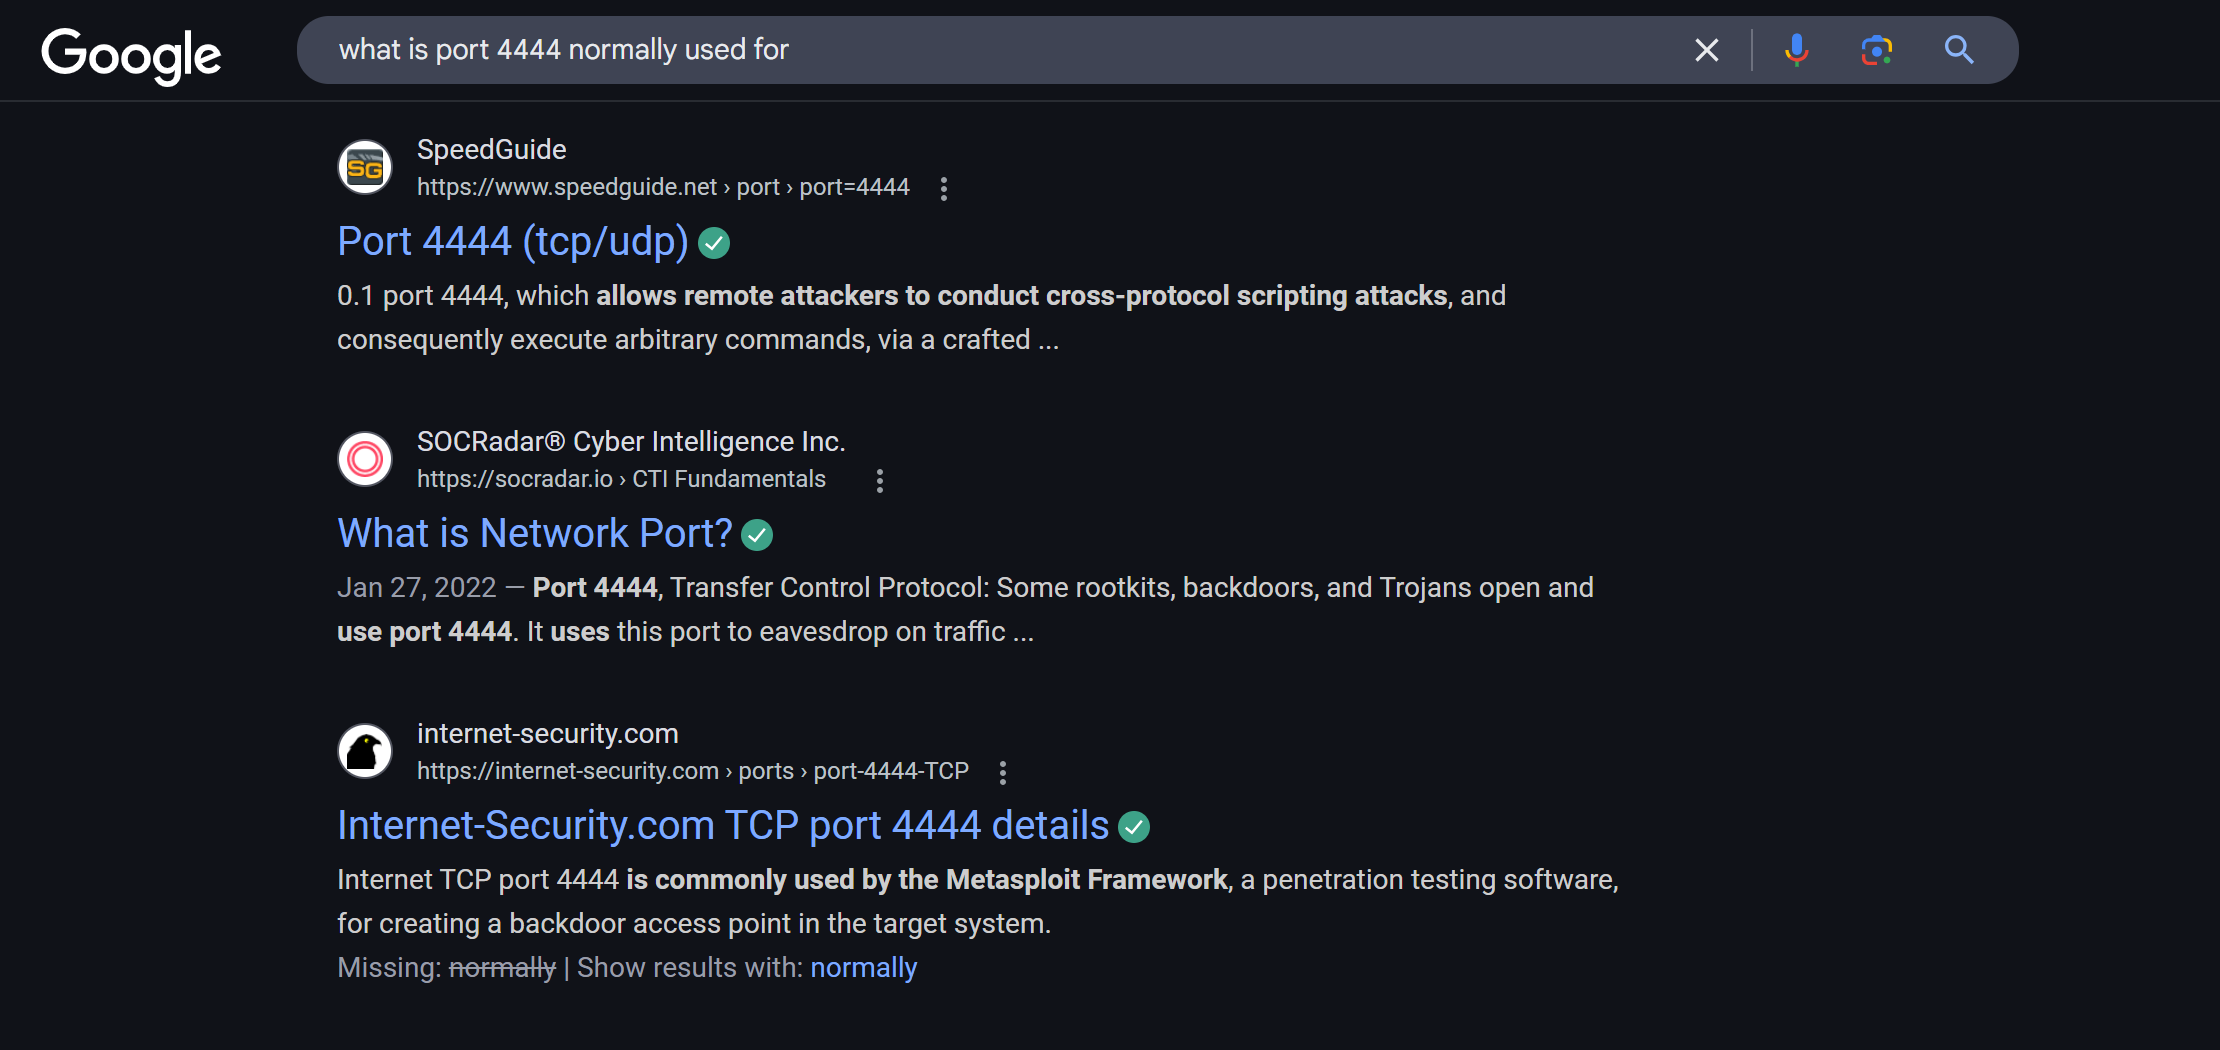 Google
what is port 4444 normally used for
SG
SpeedGuide
https://www.speedguide.net › port › port=4444
Port 4444 (tcp/udp)
0.1 port 4444, which allows remote attackers to conduct cross-protocol scripting attacks, and
consequently execute arbitrary commands, via a crafted ...
SOCRadar® Cyber Intelligence Inc.
https://socradar.io › CTI Fundamentals
What is Network Port?
Jan 27, 2022 — Port 4444, Transfer Control Protocol: Some rootkits, backdoors, and Trojans open and
use port 4444. It uses this port to eavesdrop on traffic ...
internet-security.com
https://internet-security.com › ports › port-4444-TCP
Internet-Security.com TCP port 4444 details
Internet TCP port 4444 is commonly used by the Metasploit Framework, a penetration testing software,
for creating a backdoor access point in the target system.
Missing: normally | Show results with: normally